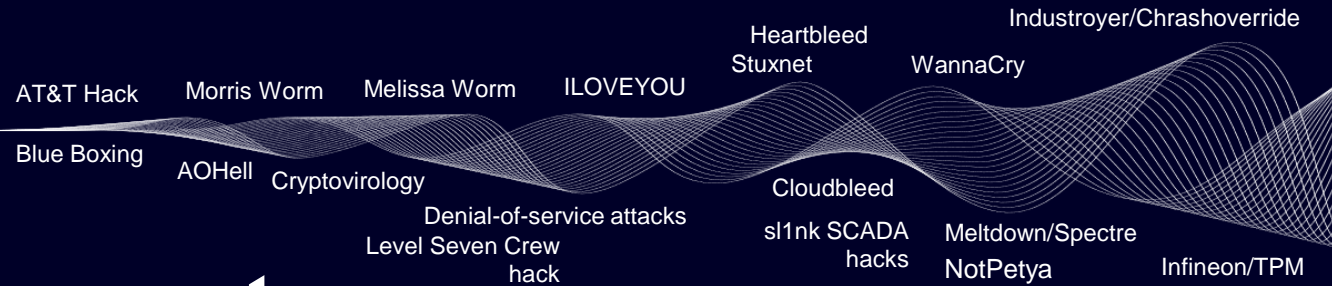 Industroyer/Chrashoverride
Heartbleed
Stuxnet
WannaCry
AT&T Hack
Morris Worm
Melissa Worm
ILOVEYOU
Blue Boxing
AOHell
Cryptovirology
Cloudbleed
Denial-of-service attacks
Level Seven Crew
hack
sl1nk SCADA
hacks
Meltdown/Spectre
NotPetya
Infineon/TPM